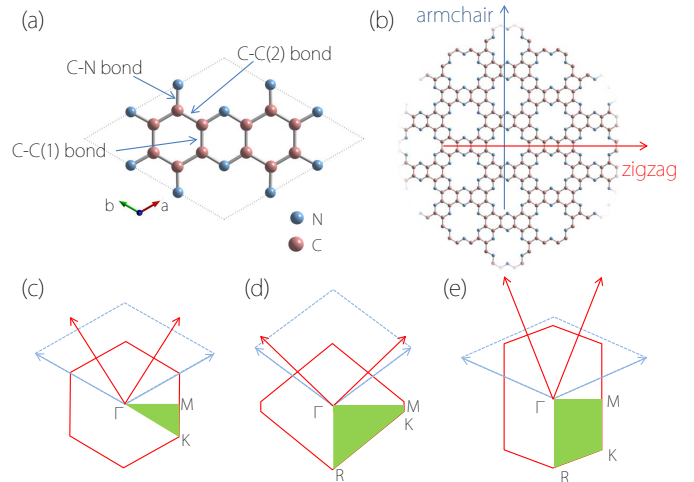 (a)
C-C(2) bond
C-N bond
C-C(1) bond
b
a
N
C
(b)
armchair
zigzag
(c)
Γ
M
K
(d)
Γ
M
K
R
(e)
Γ
M
K
R